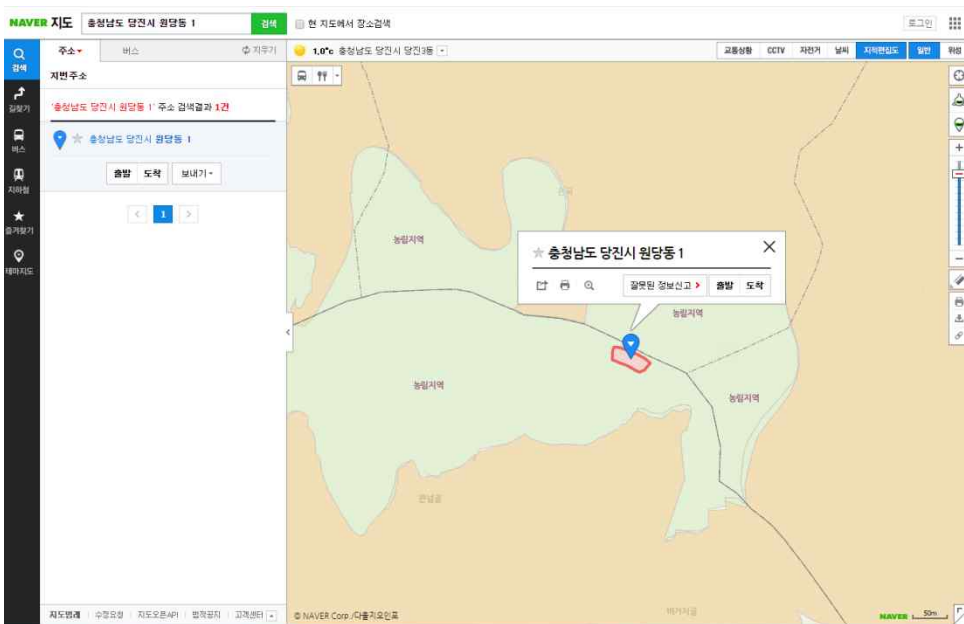 NAVER 지도
충청남도 당진시 원당동 1
검색
현 지도에서 장소검색
로그인
검색
길찾기
버스
지하철
즐겨찾기
테마지도
주소
버스
지우기
지번주소
'충청남도 당진시 원당동 1' 주소 검색결과 1건
충청남도 당진시 원당동 1
출발 도착 보내기
1
1.0°c 충청남도 당진시 당진3동
교통상황 CCTV 자전거 날씨 지적편집도 일반 위성
농림지역
충청남도 당진시 원당동 1
잘못된 정보신고 출발 도착
농림지역
농림지역
농림지역
지도범례 수정요청 지도오픈API 법적공지 고객센터
© NAVER Corp.
NAVER 50m